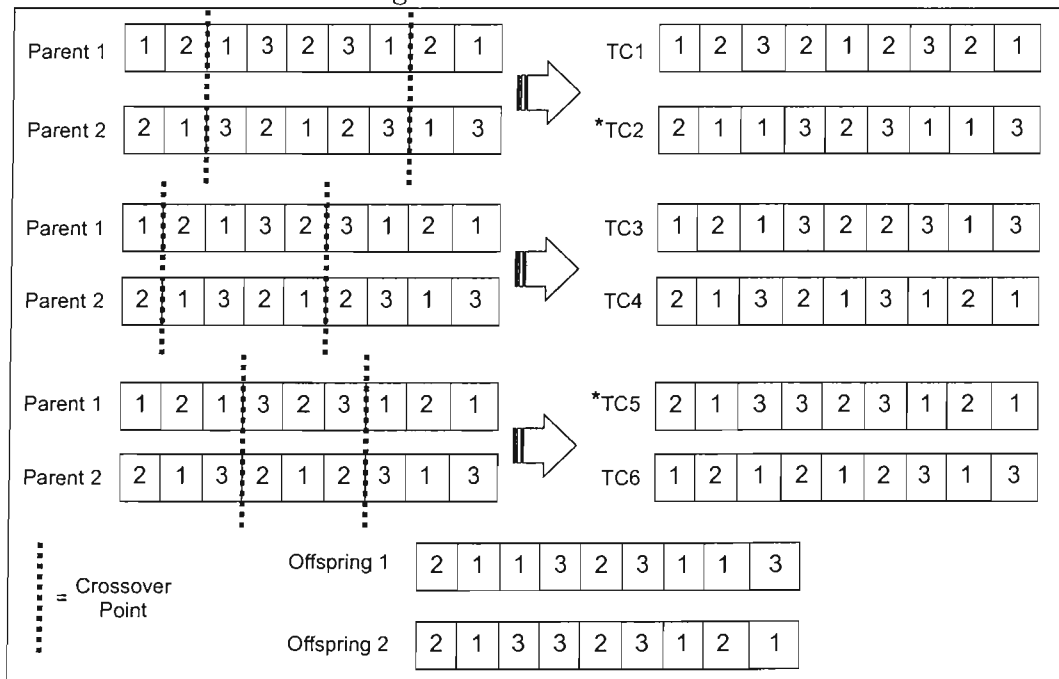 Parent 1 1 2 1 3 2 3 1 2 1
TC1 1 2 3 2 1 2 3 2 1
Parent 2 2 1 3 2 1 2 3 1 3
*TC2 2 1 1 3 2 3 1 1 3
Parent 1 1 2 1 3 2 3 1 2 1
TC3 1 2 1 3 2 2 3 1 3
Parent 2 2 1 3 2 1 2 3 1 3
TC4 2 1 3 2 1 3 1 2 1
Parent 1 1 2 1 3 2 3 1 2 1
*TC5 2 1 3 3 2 3 1 2 1
Parent 2 2 1 3 2 1 2 3 1 3
TC6 1 2 1 2 1 2 3 1 3
= Crossover
Point
Offspring 1 2 1 1 3 2 3 1 1 3
Offspring 2 2 1 3 3 2 3 1 2 1